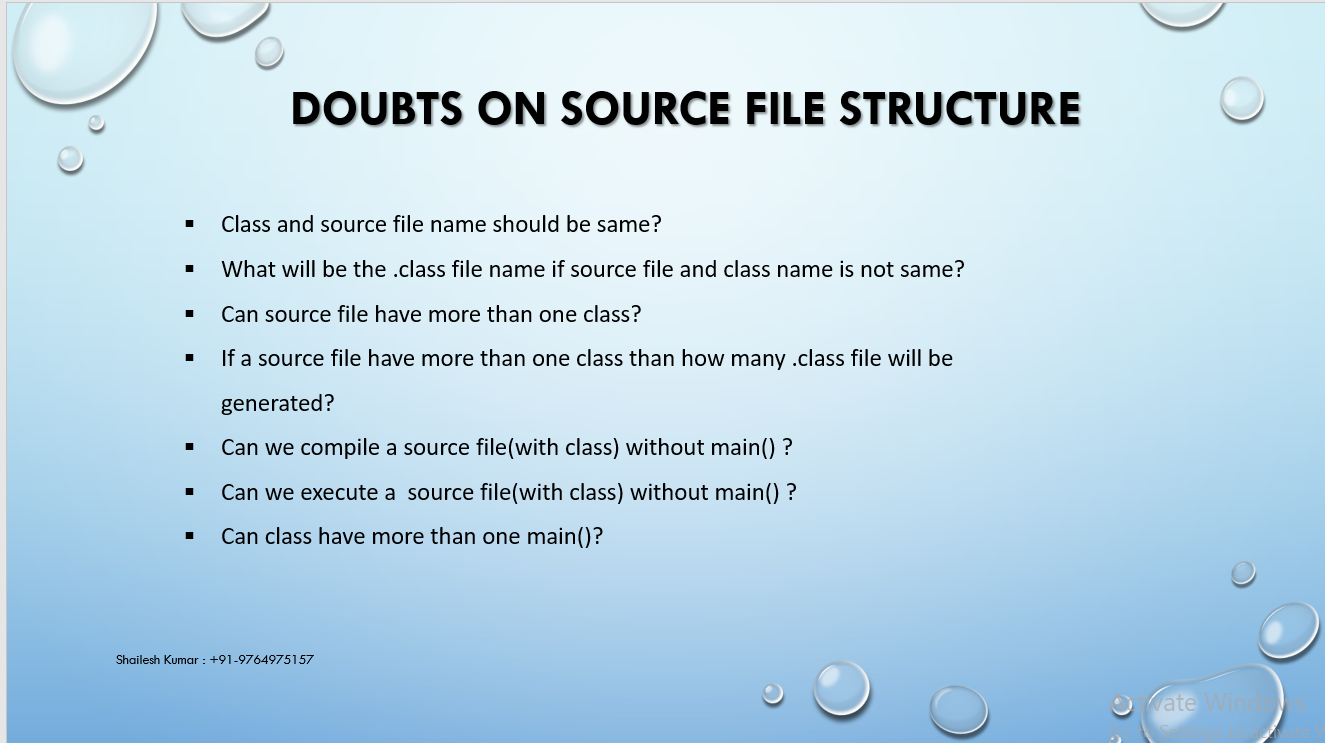 DOUBTS ON SOURCE FILE STRUCTURE
▪ Class and source file name should be same?
▪ What will be the .class file name if source file and class name is not same?
▪ Can source file have more than one class?
▪ If a source file have more than one class than how many .class file will be
generated?
▪ Can we compile a source file(with class) without main() ?
▪ Can we execute a  source file(with class) without main() ?
▪ Can class have more than one main()?
Shailesh Kumar : +91-9764975157
Activate Windows